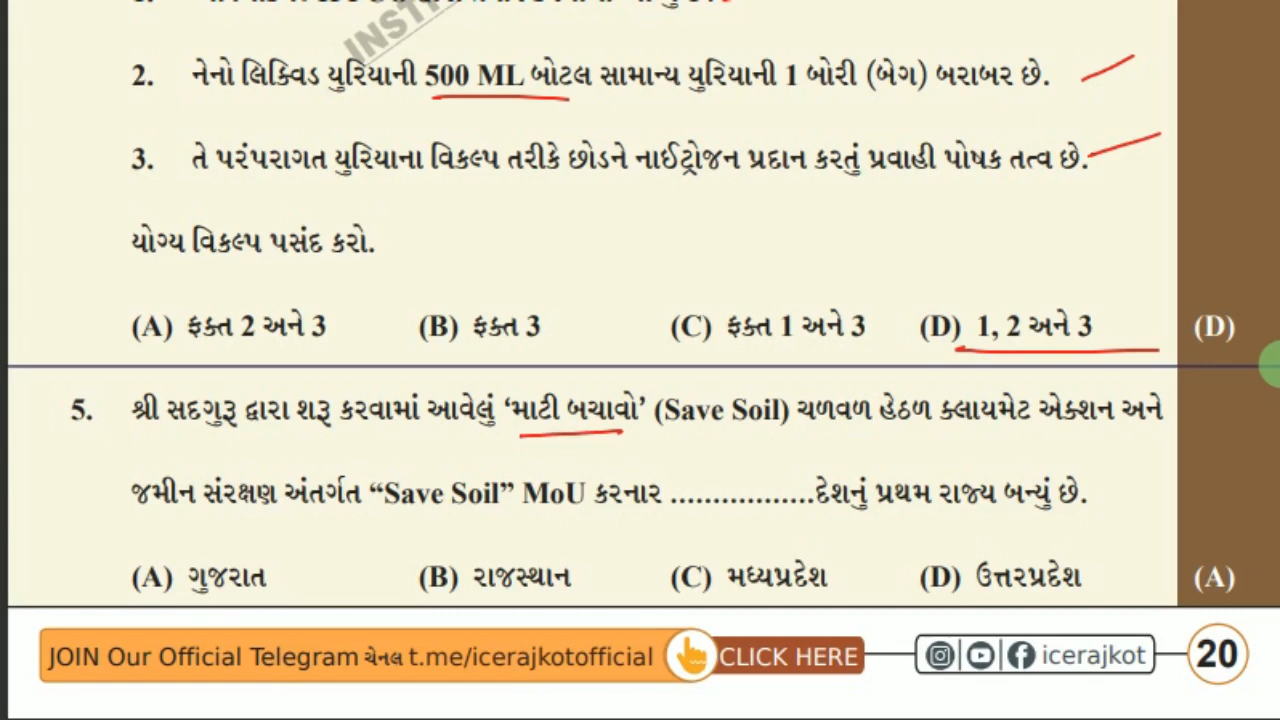 INSTI
2. નેનો લિક્વિડ યુરિયાની 500 ML બોટલ સામાન્ય યુરિયાની 1 બોરી (બેગ) બરાબર છે.
3. તે પરંપરાગત યુરિયાના વિકલ્પ તરીકે છોડને નાઈટ્રોજન પ્રદાન કરતું પ્રવાહી પોષક તત્વ છે.
યોગ્ય વિકલ્પ પસંદ કરો.
(A) ફક્ત 2 અને 3 (B) ફક્ત 3 (C) ફક્ત 1 અને 3 (D) 1, 2 અને 3 (D)
5. શ્રી સદગુરૂ દ્વારા શરૂ કરવામાં આવેલું ‘માટી બચાવો’ (Save Soil) ચળવળ હેઠળ ક્લાયમેટ એક્શન અને
જમીન સંરક્ષણ અંતર્ગત “Save Soil” MoU કરનાર .................દેશનું પ્રથમ રાજ્ય બન્યું છે.
(A) ગુજરાત (B) રાજસ્થાન (C) મધ્યપ્રદેશ (D) ઉત્તરપ્રદેશ (A)
JOIN Our Official Telegram ચેનલ t.me/icerajkotofficial CLICK HERE icerajkot 20